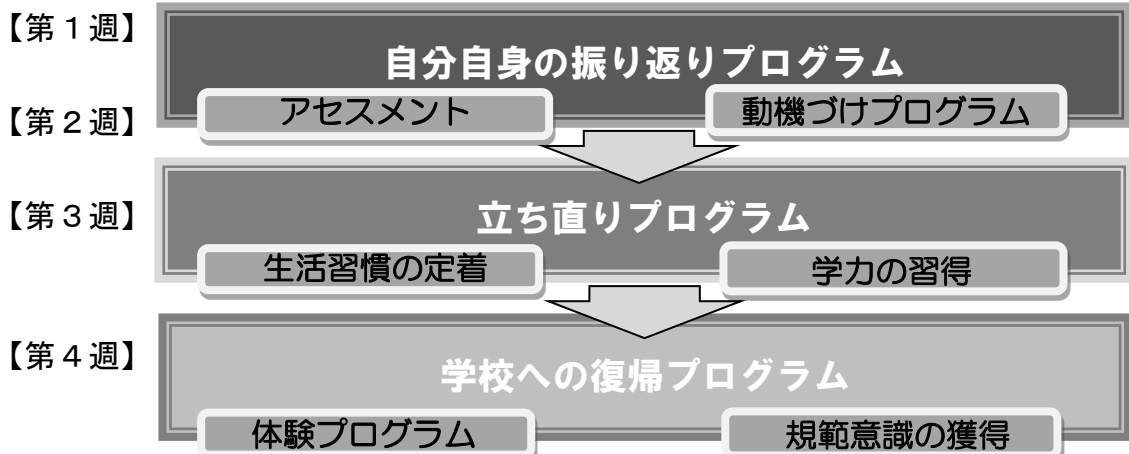 【第１週】
自分自身の振り返りプログラム
アセスメント
動機づけプログラム
【第２週】
【第３週】
立ち直りプログラム
生活習慣の定着
学力の習得
【第４週】
学校への復帰プログラム
体験プログラム
規範意識の獲得